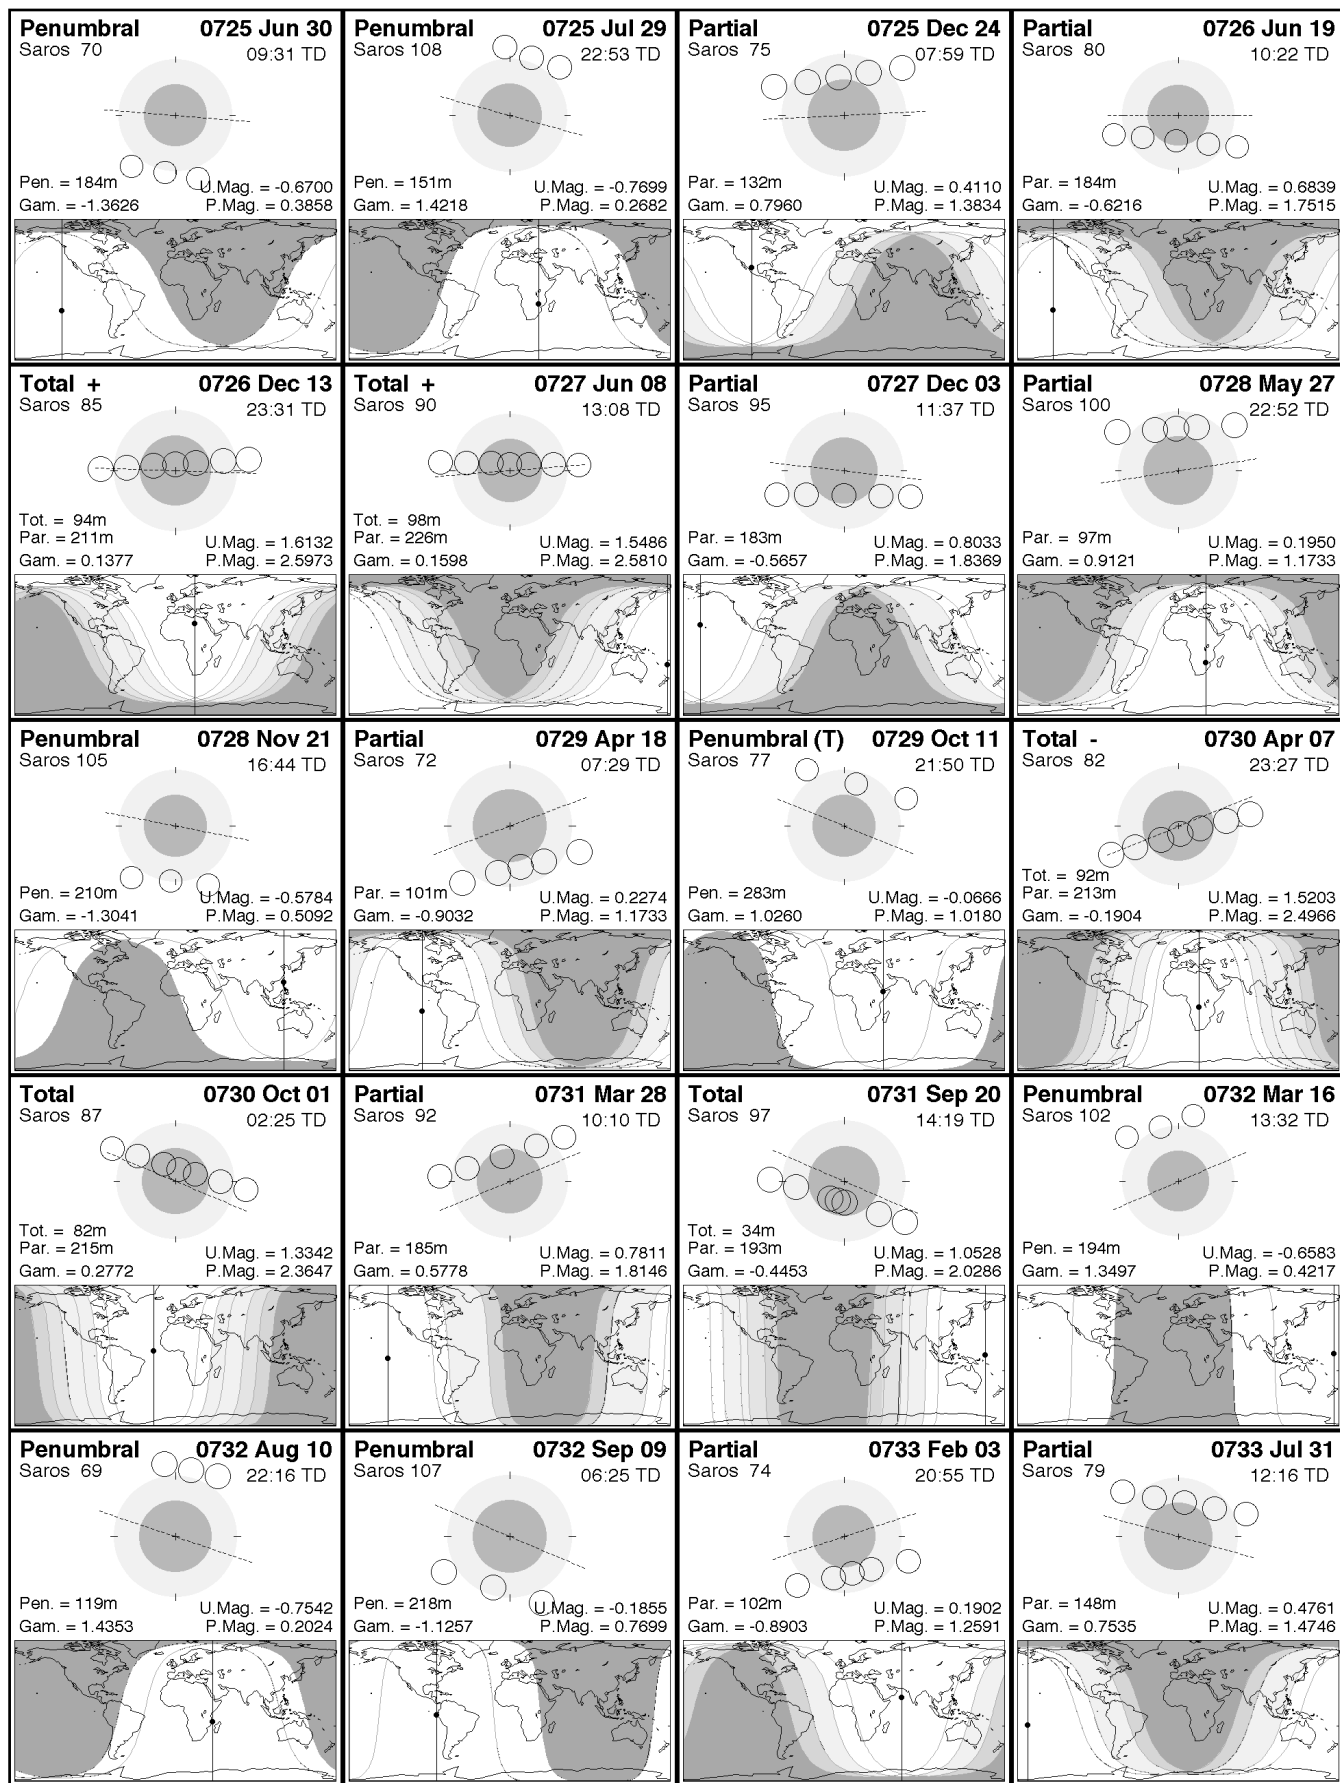 Penumbral 0725 Jun 30
Saros 70 09:31 TD
Pen. = 184m U.Mag. = -0.6700
Gam. = -1.3626 P.Mag. = 0.3858
Penumbral 0725 Jul 29
Saros 108 22:53 TD
Pen. = 151m U.Mag. = -0.7699
Gam. = 1.4218 P.Mag. = 0.2682
Partial 0725 Dec 24
Saros 75 07:59 TD
Par. = 132m U.Mag. = 0.4110
Gam. = 0.7960 P.Mag. = 1.3834
Partial 0726 Jun 19
Saros 80 10:22 TD
Par. = 184m U.Mag. = 0.6839
Gam. = -0.6216 P.Mag. = 1.7515
Total + 0726 Dec 13
Saros 85 23:31 TD
Tot. = 94m
Par. = 211m U.Mag. = 1.6132
Gam. = 0.1377 P.Mag. = 2.5973
Total + 0727 Jun 08
Saros 90 13:08 TD
Tot. = 98m
Par. = 226m U.Mag. = 1.5486
Gam. = 0.1598 P.Mag. = 2.5810
Partial 0727 Dec 03
Saros 95 11:37 TD
Par. = 183m U.Mag. = 0.8033
Gam. = -0.5657 P.Mag. = 1.8369
Partial 0728 May 27
Saros 100 22:52 TD
Par. = 97m U.Mag. = 0.1950
Gam. = 0.9121 P.Mag. = 1.1733
Penumbral 0728 Nov 21
Saros 105 16:44 TD
Pen. = 210m U.Mag. = -0.5784
Gam. = -1.3041 P.Mag. = 0.5092
Partial 0729 Apr 18
Saros 72 07:29 TD
Par. = 101m U.Mag. = 0.2274
Gam. = -0.9032 P.Mag. = 1.1733
Penumbral (T) 0729 Oct 11
Saros 77 21:50 TD
Pen. = 283m U.Mag. = -0.0666
Gam. = 1.0260 P.Mag. = 1.0180
Total - 0730 Apr 07
Saros 82 23:27 TD
Tot. = 92m
Par. = 213m U.Mag. = 1.5203
Gam. = -0.1904 P.Mag. = 2.4966
Total 0730 Oct 01
Saros 87 02:25 TD
Tot. = 82m
Par. = 215m U.Mag. = 1.3342
Gam. = 0.2772 P.Mag. = 2.3647
Partial 0731 Mar 28
Saros 92 10:10 TD
Par. = 185m U.Mag. = 0.7811
Gam. = 0.5778 P.Mag. = 1.8146
Total 0731 Sep 20
Saros 97 14:19 TD
Tot. = 34m
Par. = 193m U.Mag. = 1.0528
Gam. = -0.4453 P.Mag. = 2.0286
Penumbral 0732 Mar 16
Saros 102 13:32 TD
Pen. = 194m U.Mag. = -0.6583
Gam. = 1.3497 P.Mag. = 0.4217
Penumbral 0732 Aug 10
Saros 69 22:16 TD
Pen. = 119m U.Mag. = -0.7542
Gam. = 1.4353 P.Mag. = 0.2024
Penumbral 0732 Sep 09
Saros 107 06:25 TD
Pen. = 218m U.Mag. = -0.1855
Gam. = -1.1257 P.Mag. = 0.7699
Partial 0733 Feb 03
Saros 74 20:55 TD
Par. = 102m U.Mag. = 0.1902
Gam. = -0.8903 P.Mag. = 1.2591
Partial 0733 Jul 31
Saros 79 12:16 TD
Par. = 148m U.Mag. = 0.4761
Gam. = 0.7535 P.Mag. = 1.4746